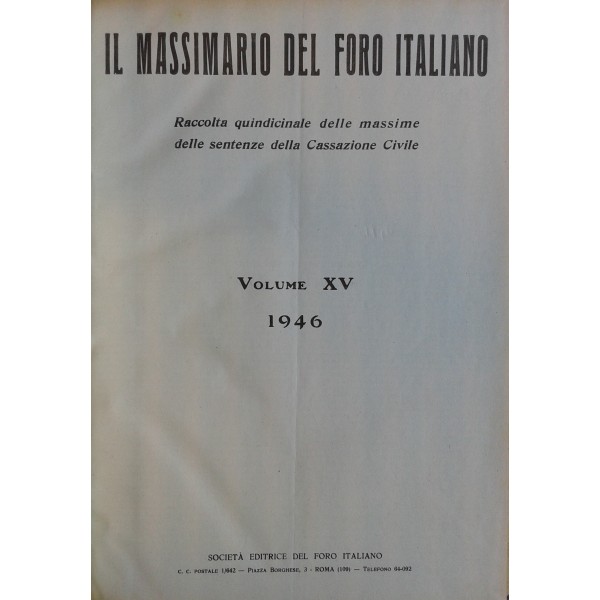 IL MASSIMARIO DEL FORO ITALIANO
Raccolta quindicinale delle massime
delle sentenze della Cassazione Civile
VOLUME XV
1946
SOCIETÀ EDITRICE DEL FORO ITALIANO
C. C. POSTALE 1/642 — PIAZZA BORGHESE, 3 - ROMA (109) — TELEFONO 64-092